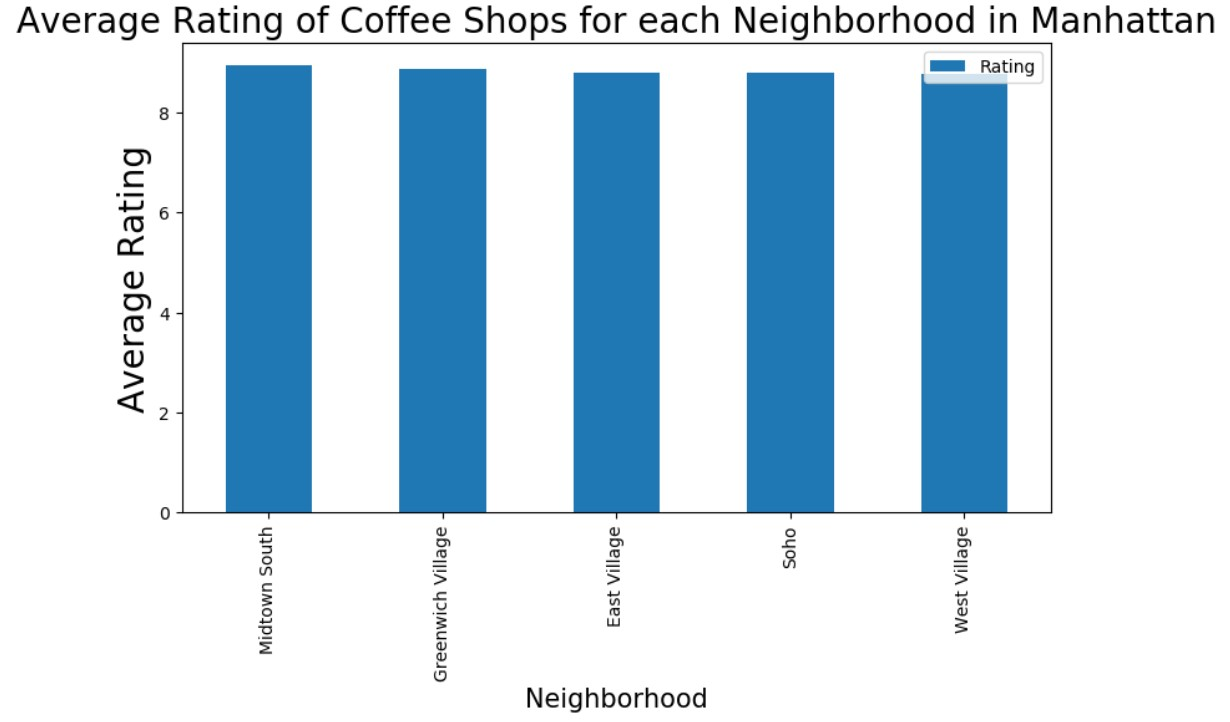 Average Rating of Coffee Shops for each Neighborhood in Manhattan
Rating
Average Rating
8
6
4
2
0
Midtown South
Greenwich Village
East Village
Soho
West Village
Neighborhood